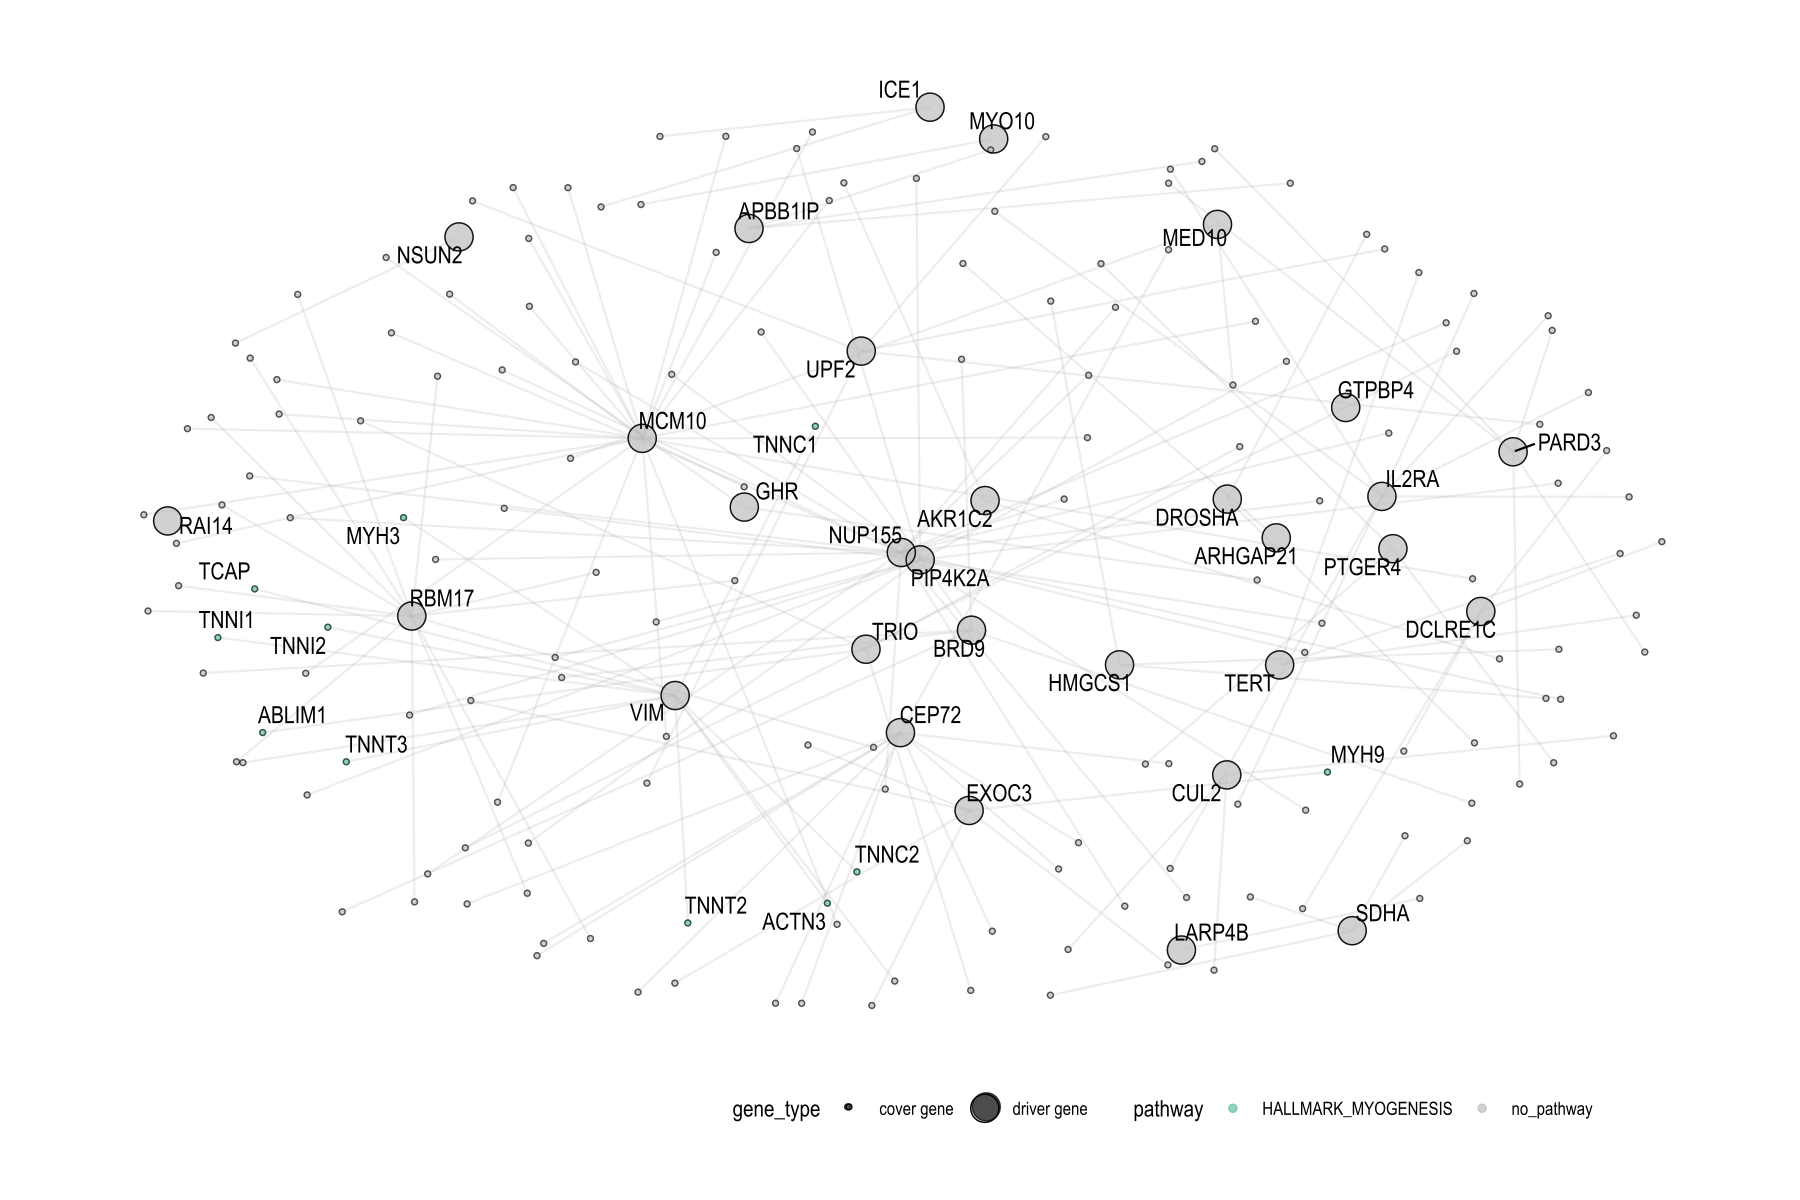 ICE1
MYO10
APBB1IP
NSUN2
MED10
UPF2
GTPBP4
MCM10
TNNC1
PARD3
IL2RA
GHR
AKR1C2
DROSHA
RAI14
MYH3
NUP155
ARHGAP21
PTGER4
TCAP
PIP4K2A
RBM17
TNNI1
TNNI2
TRIO
BRD9
DCLRE1C
HMGCS1
TERT
ABLIM1
VIM
CEP72
TNNT3
MYH9
EXOC3
CUL2
TNNC2
TNNT2
ACTN3
SDHA
LARP4B
gene_type cover gene driver gene pathway HALLMARK_MYOGENESIS no_pathway